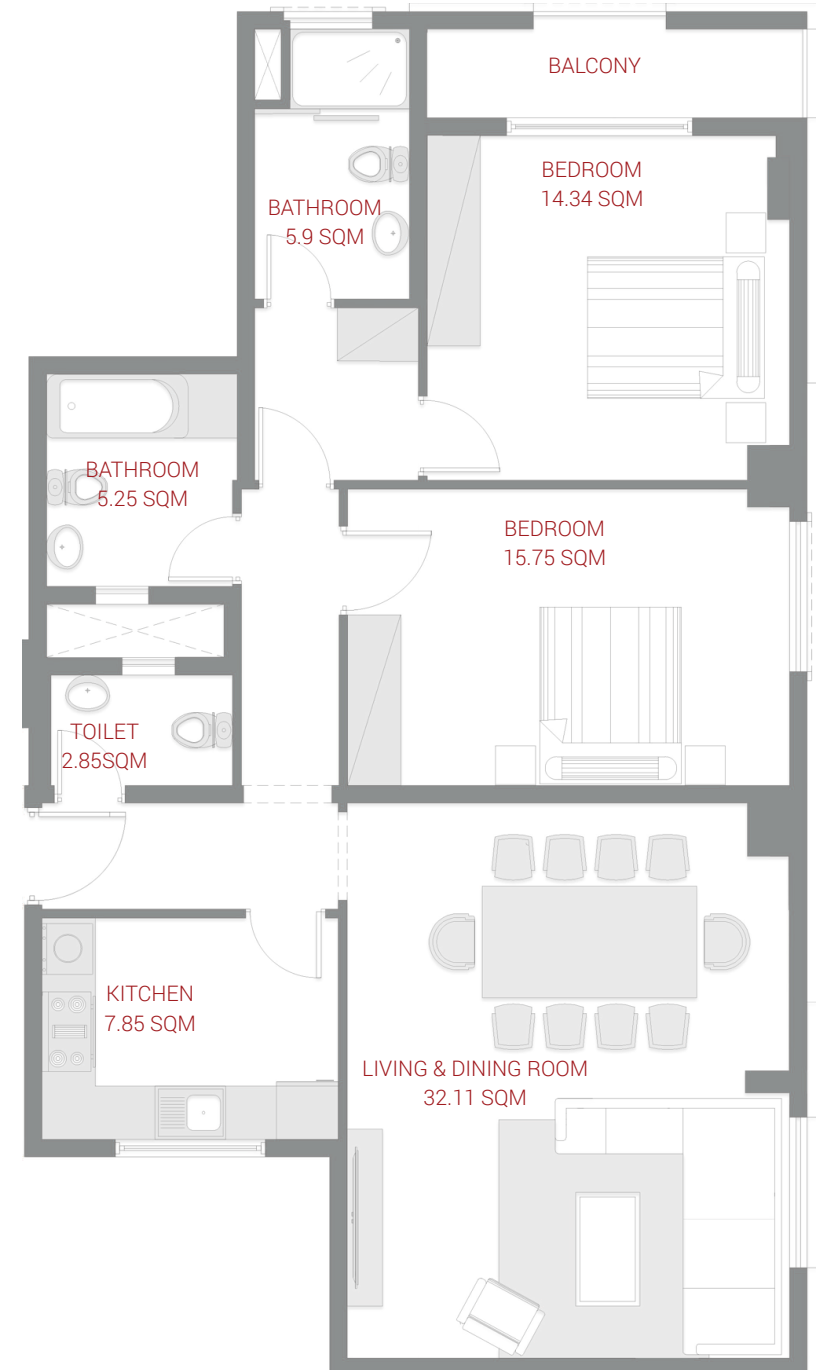 BALCONY
BEDROOM
14.34 SQM
BATHROOM
5.9 SQM
BATHROOM
5.25 SQM
BEDROOM
15.75 SQM
TOILET
2.85SQM
KITCHEN
7.85 SQM
LIVING & DINING ROOM
32.11 SQM